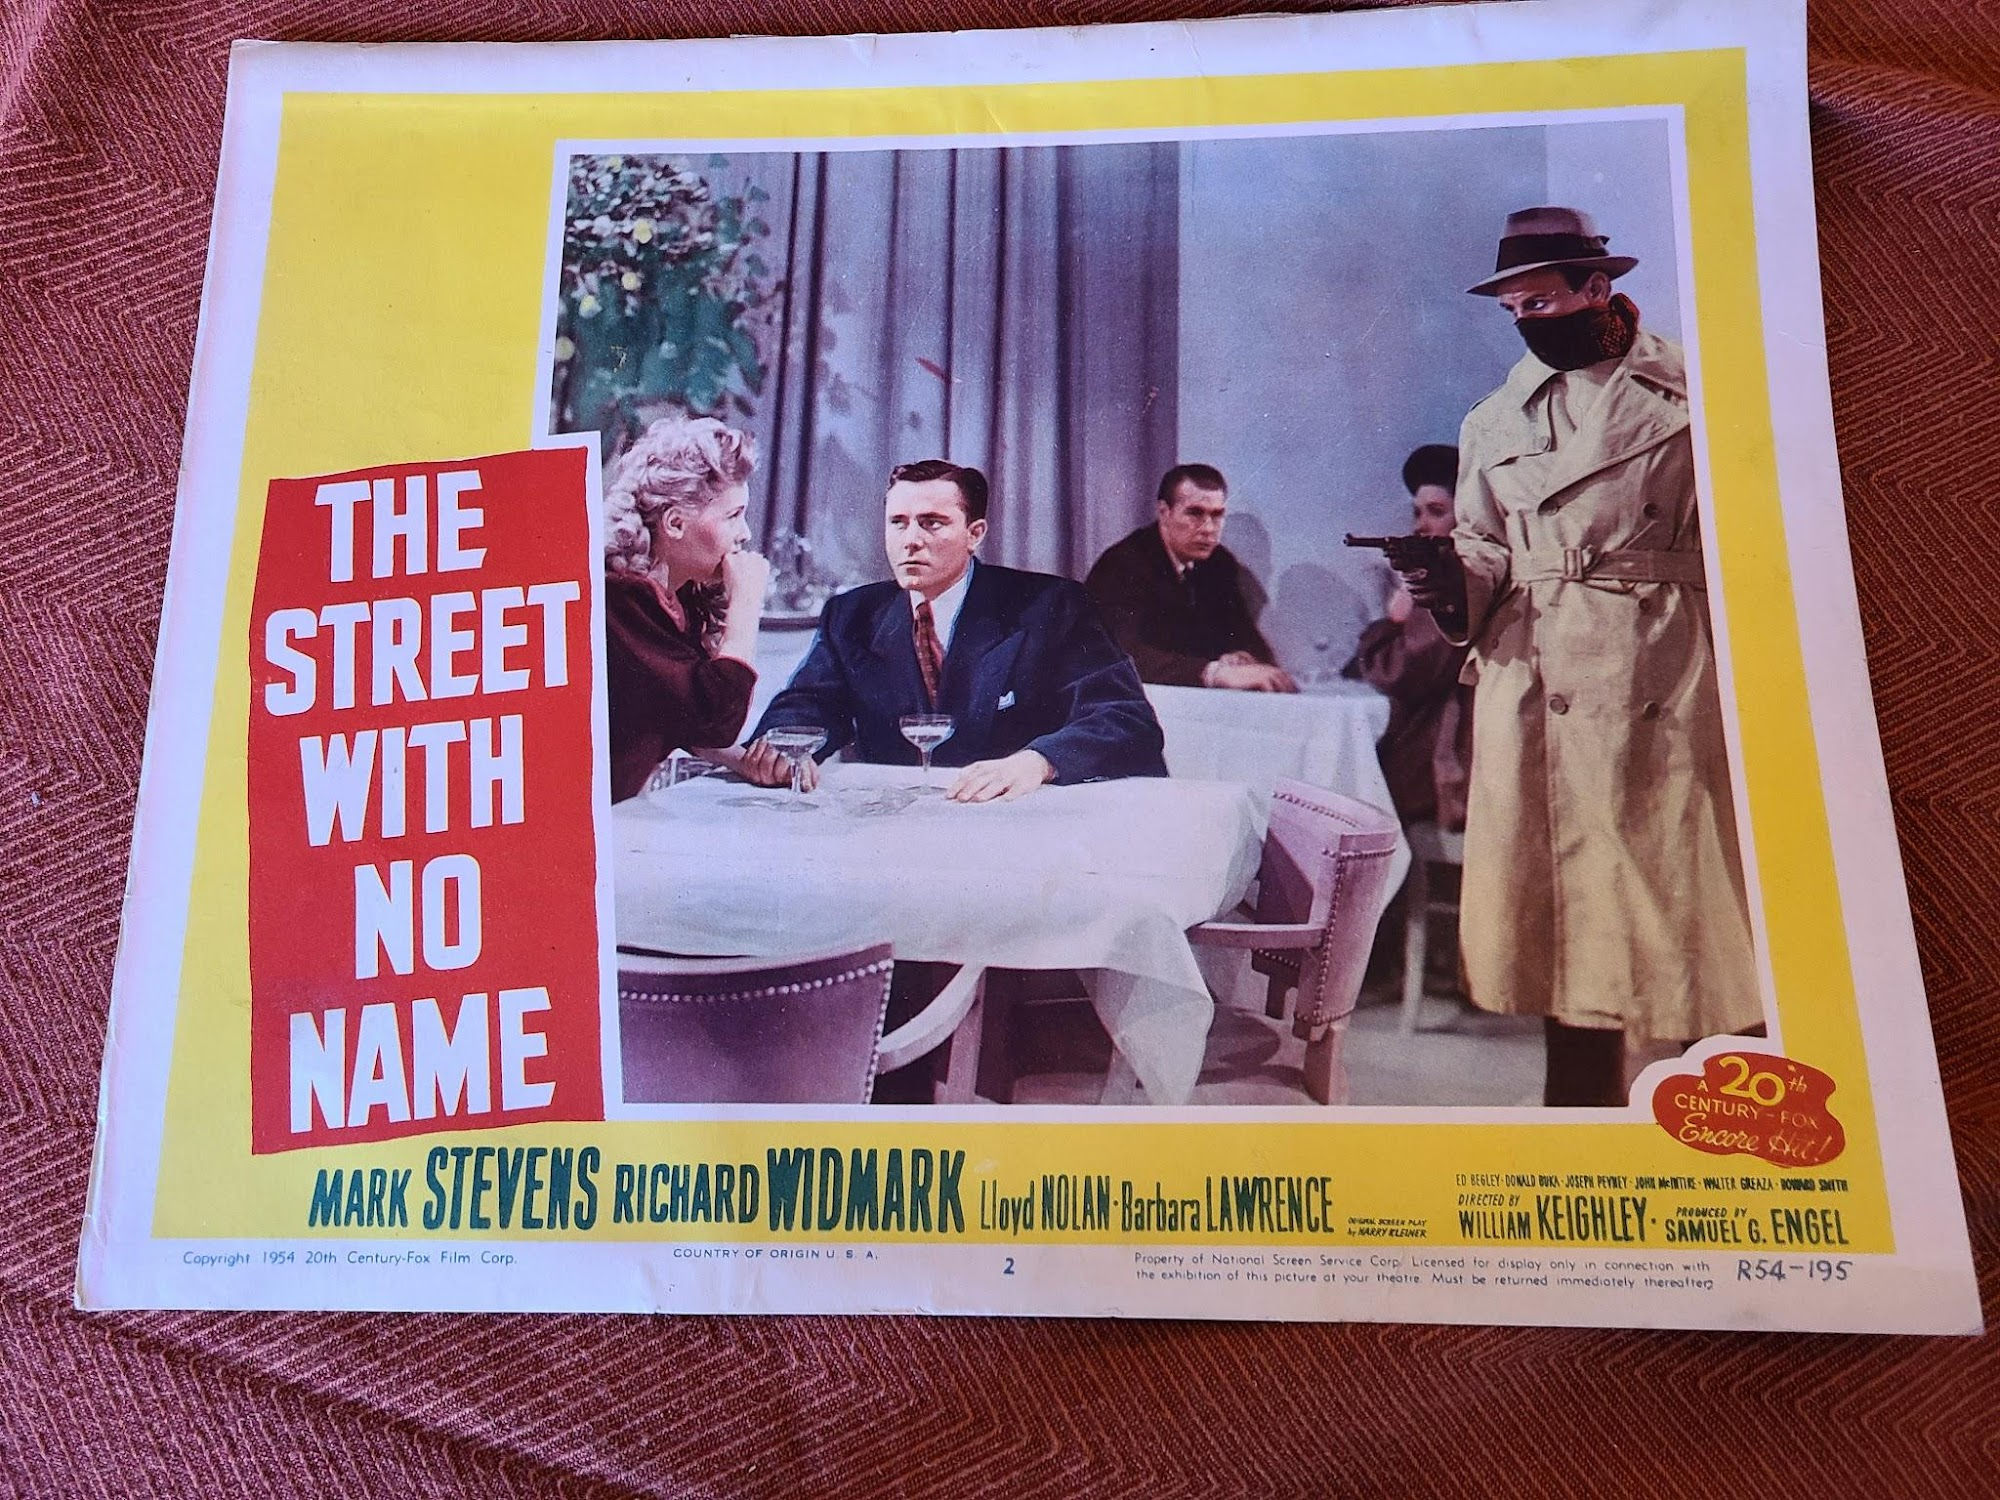 THE
STREET
WITH
NO
NAME
A 20th
CENTURY-FOX
Encore Hit!
MARK STEVENS RICHARD WIDMARK Lloyd NOLAN · Barbara LAWRENCE
ORIGINAL SCREEN PLAY
by HARRY KLEINER
ED BEGLEY · DONALD BUKA · JOSEPH PEVNEY · JOHN McINTIRE · WALTER GREAZA · HOWARD SMITH
DIRECTED BY
WILLIAM KEIGHLEY ·
PRODUCED BY
SAMUEL G. ENGEL
Copyright 1954 20th Century-Fox Film Corp.
COUNTRY OF ORIGIN U. S. A.
2
Property of National Screen Service Corp. Licensed for display only in connection with
the exhibition of this picture at your theatre. Must be returned immediately thereafter.
R54-195